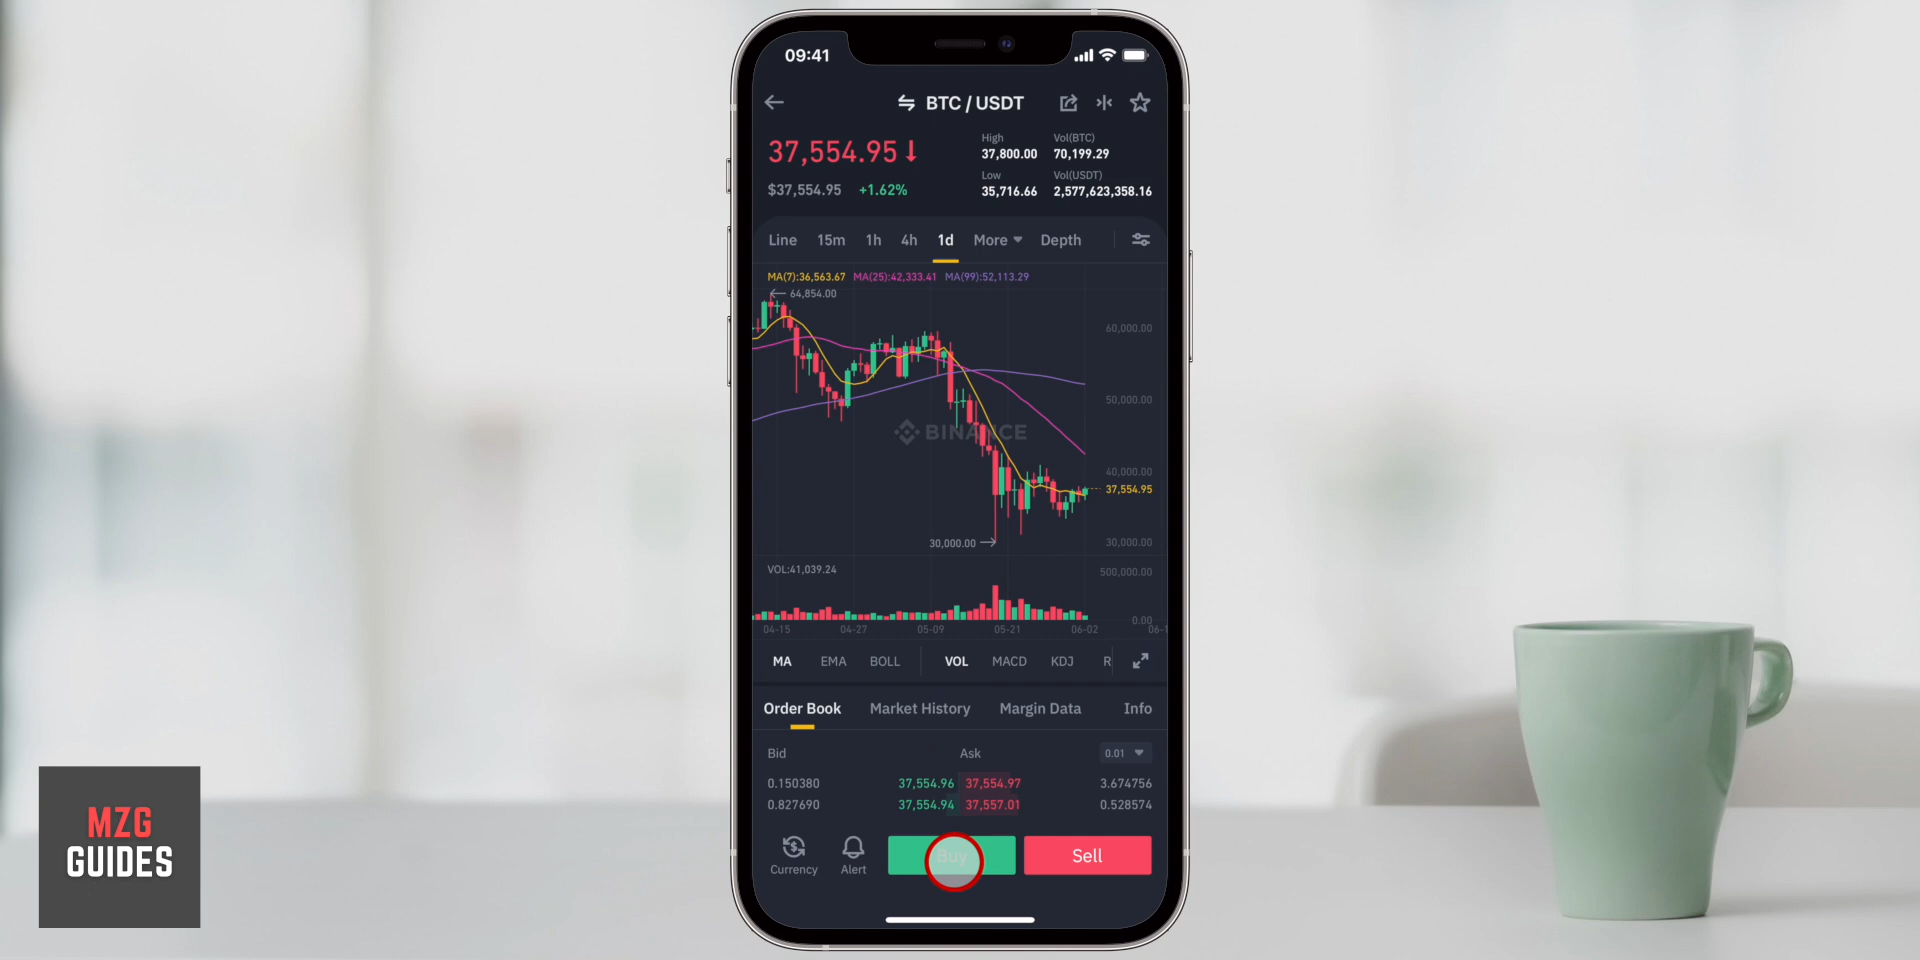 09:41
BTC / USDT
37,554.95
$37,554.95 +1.62%
High
37,800.00
Low
35,716.66
Vol(BTC)
70,199.29
Vol(USDT)
2,577,623,358.16
Line 15m 1h 4h 1d More Depth
MA(7):36,563.67 MA(25):42,333.41 MA(99):52,113.29
64,854.00
60,000.00
50,000.00
BINANCE
40,000.00
37,554.95
30,000.00
30,000.00
VOL:41,039.24
500,000.00
0.00
04-15 04-27 05-09 05-21 06-02 06-1
MA EMA BOLL VOL MACD KDJ R
Order Book Market History Margin Data Info
Bid Ask 0.01
0.150380 37,554.96 37,554.97 3.674756
0.827690 37,554.94 37,557.01 0.528574
Currency Alert Buy Sell
MZG
GUIDES